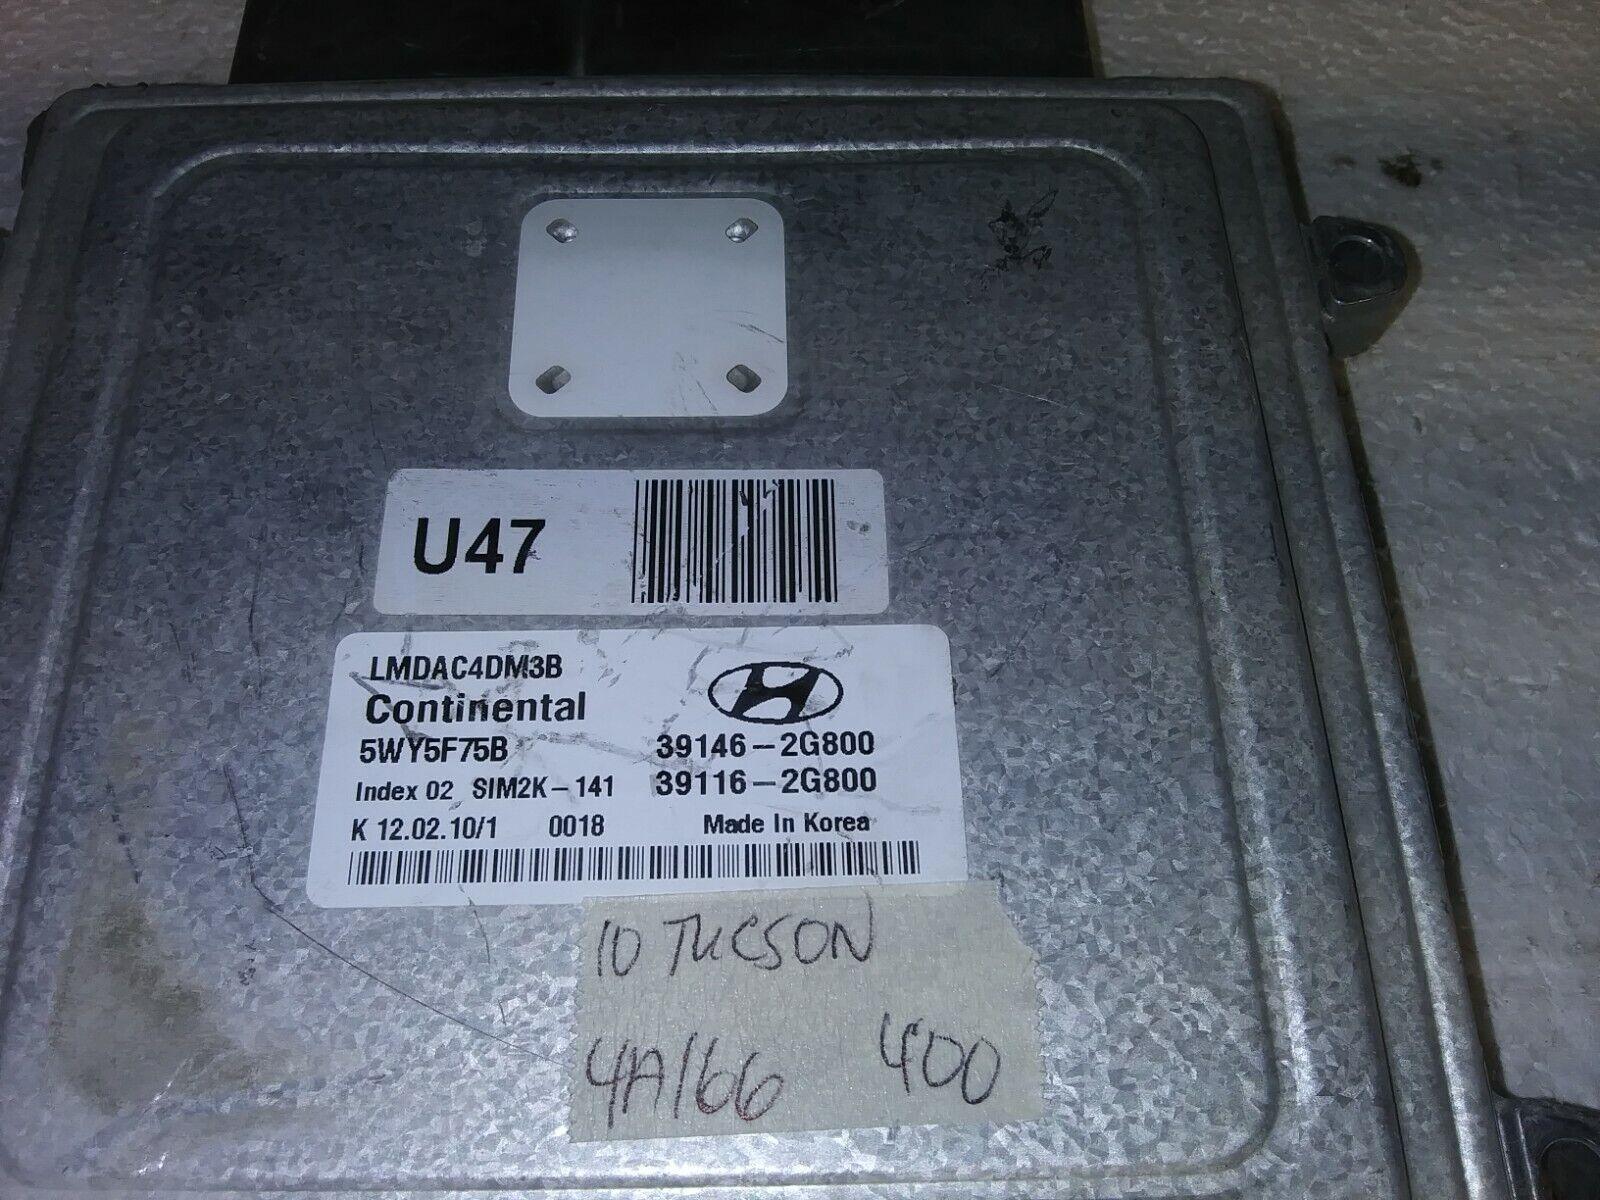 U47
LMDAC4DM3B
Continental
5WY5F75B 39146-2G800
Index 02 SIM2K-141 39116-2G800
K 12.02.10/1 0018 Made In Korea
10 TUCSON
4A166 400